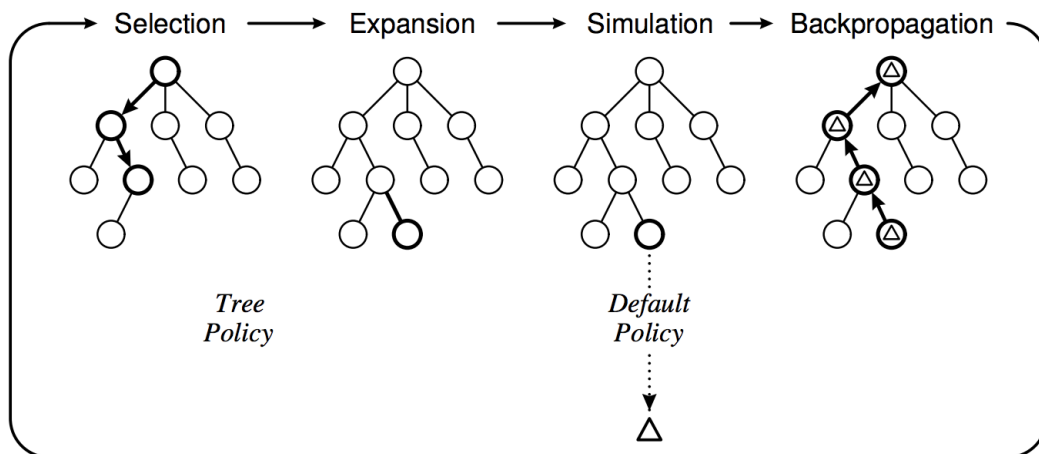 Selection Expansion Simulation Backpropagation
Tree
Policy
Default
Policy